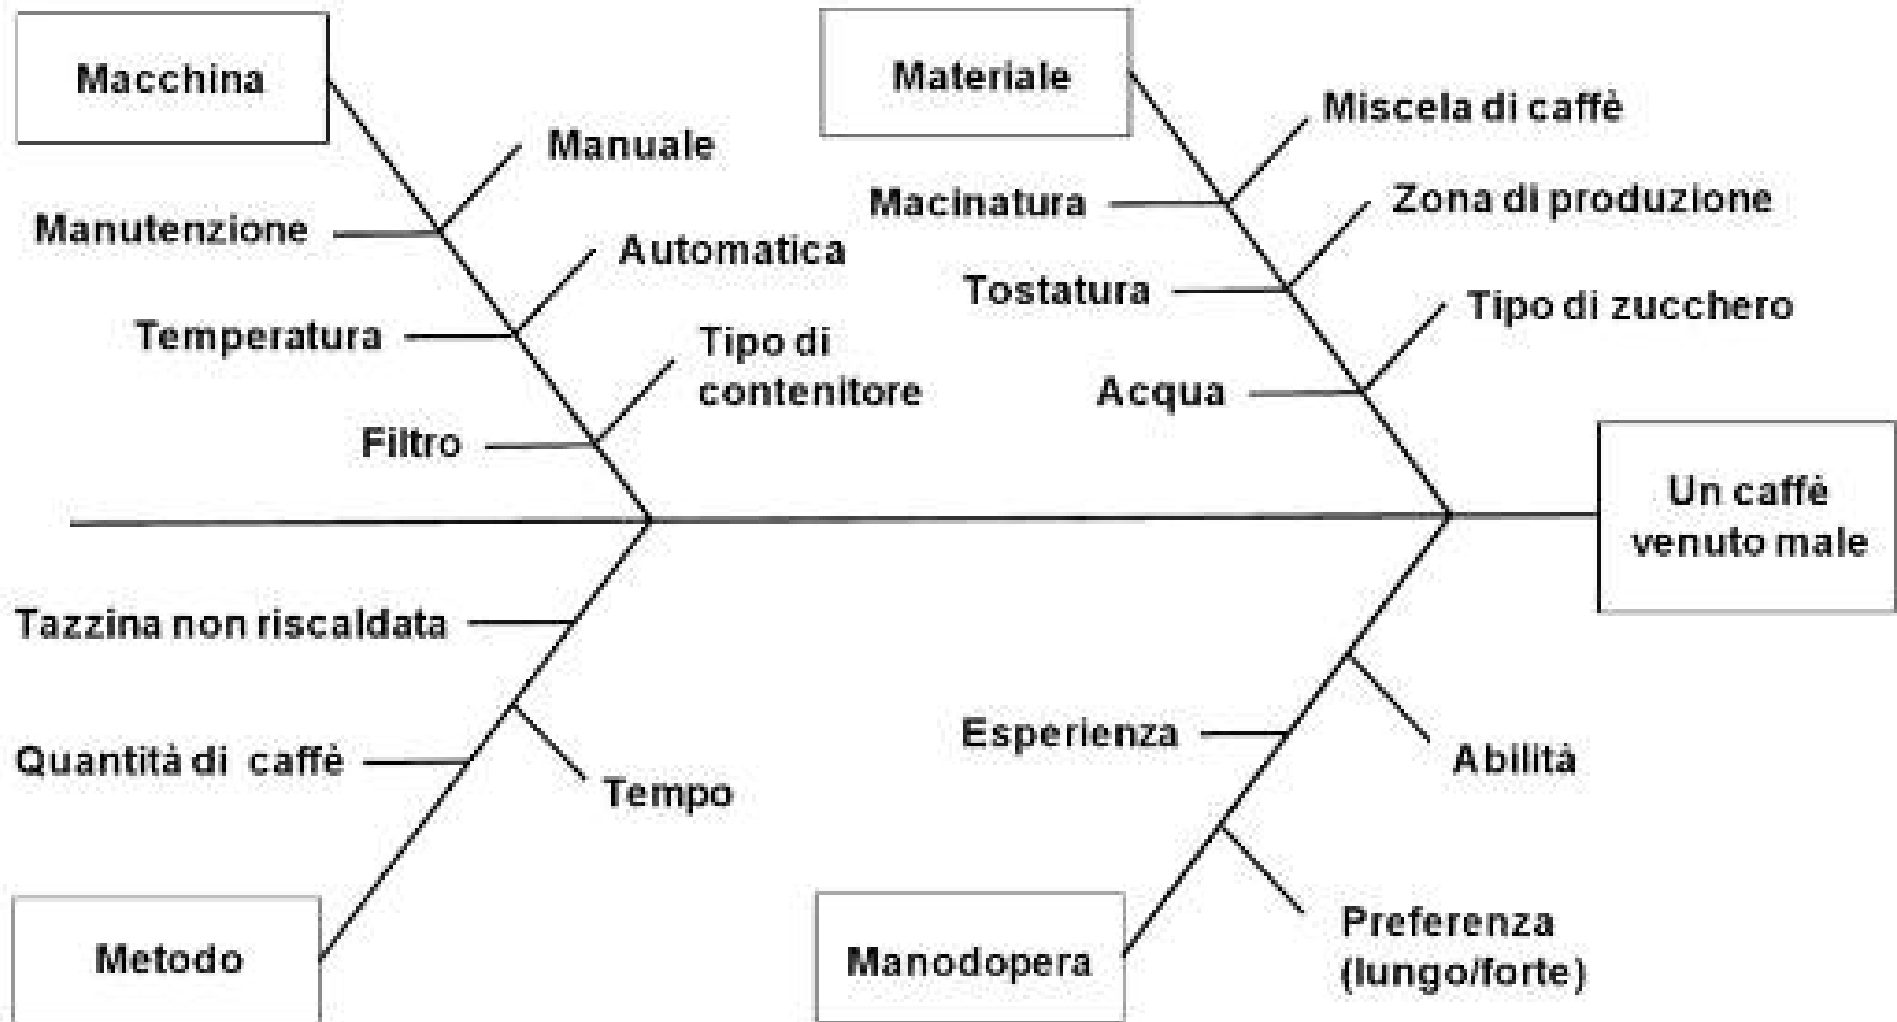 Macchina
Manuale
Manutenzione
Automatica
Temperatura
Tipo di
contenitore
Filtro
Materiale
Miscela di caffè
Macinatura
Zona di produzione
Tostatura
Tipo di zucchero
Acqua
Un caffè
venuto male
Tazzina non riscaldata
Quantità di caffè
Tempo
Metodo
Esperienza
Abilità
Manodopera
Preferenza
(lungo/forte)